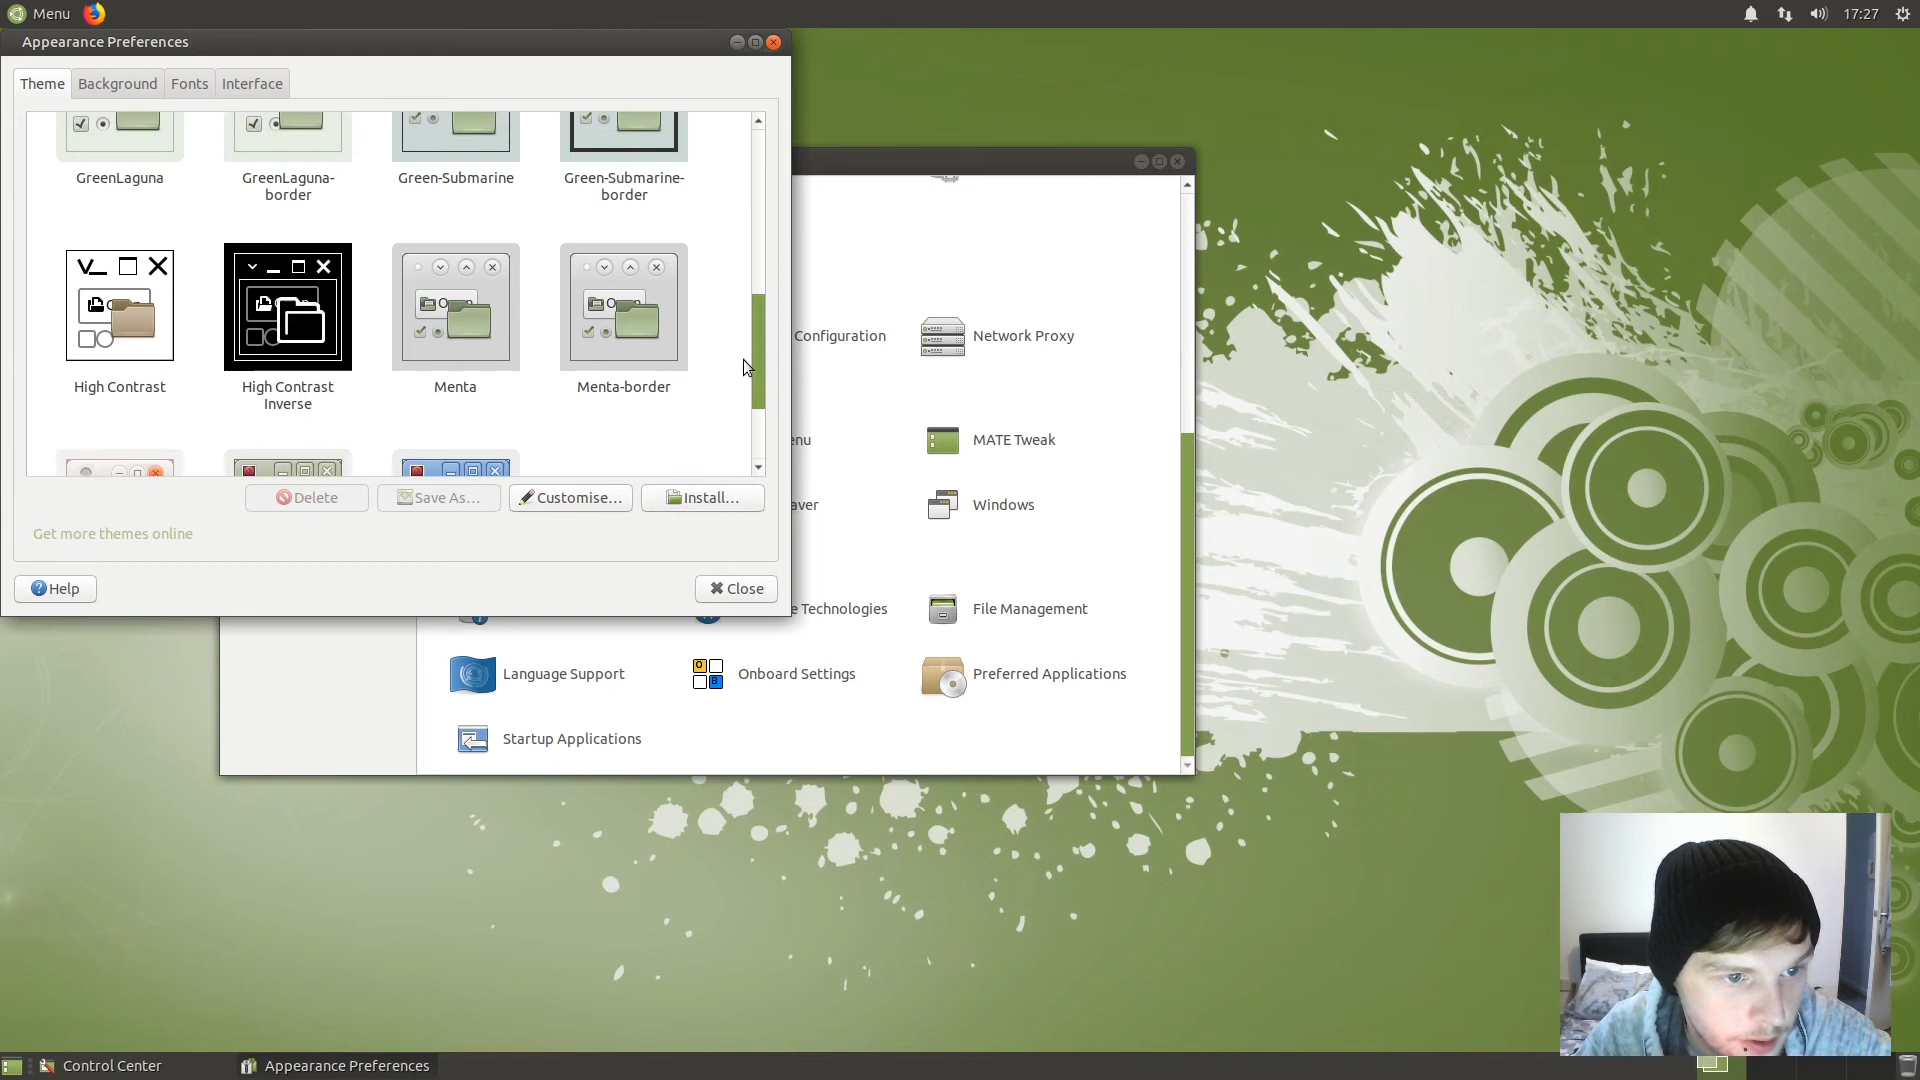 Menu
17:27
Appearance Preferences
Theme
Background
Fonts
Interface
GreenLaguna
GreenLaguna-
border
Green-Submarine
Green-Submarine-
border
High Contrast
High Contrast
Inverse
Menta
Menta-border
Delete
Save As...
Customise...
Install...
Get more themes online
Help
Close
Configuration
Network Proxy
enu
MATE Tweak
aver
Windows
e Technologies
File Management
Language Support
Onboard Settings
Preferred Applications
Startup Applications
Control Center
Appearance Preferences